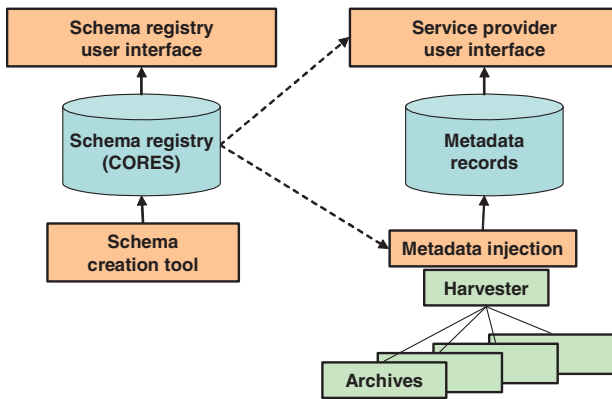 Schema registry
user interface
Service provider
user interface
Schema registry
(CORES)
Metadata
records
Schema
creation tool
Metadata injection
Harvester
Archives